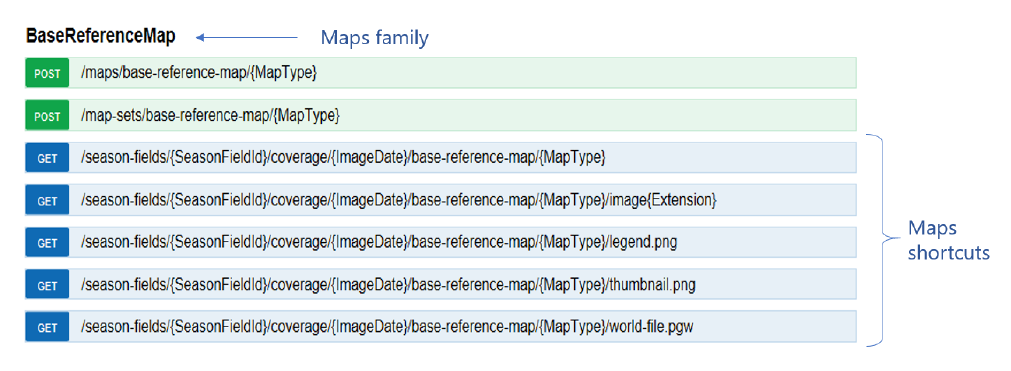 BaseReferenceMap
Maps family
POST /maps/base-reference-map/{MapType}
POST /map-sets/base-reference-map/{MapType}
GET /season-fields/{SeasonFieldId}/coverage/{ImageDate}/base-reference-map/{MapType}
GET /season-fields/{SeasonFieldId}/coverage/{ImageDate}/base-reference-map/{MapType}/image{Extension}
GET /season-fields/{SeasonFieldId}/coverage/{ImageDate}/base-reference-map/{MapType}/legend.png
GET /season-fields/{SeasonFieldId}/coverage/{ImageDate}/base-reference-map/{MapType}/thumbnail.png
GET /season-fields/{SeasonFieldId}/coverage/{ImageDate}/base-reference-map/{MapType}/world-file.pgw
Maps
shortcuts